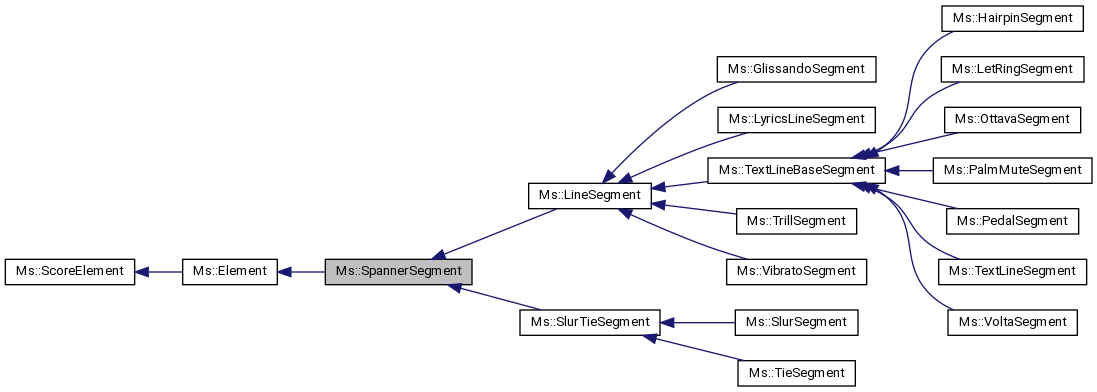 Ms::HairpinSegment
Ms::GlissandoSegment
Ms::LetRingSegment
Ms::LyricsLineSegment
Ms::OttavaSegment
Ms::TextLineBaseSegment
Ms::PalmMuteSegment
Ms::LineSegment
Ms::TrillSegment
Ms::PedalSegment
Ms::ScoreElement
Ms::Element
Ms::SpannerSegment
Ms::VibratoSegment
Ms::TextLineSegment
Ms::SlurTieSegment
Ms::SlurSegment
Ms::VoltaSegment
Ms::TieSegment